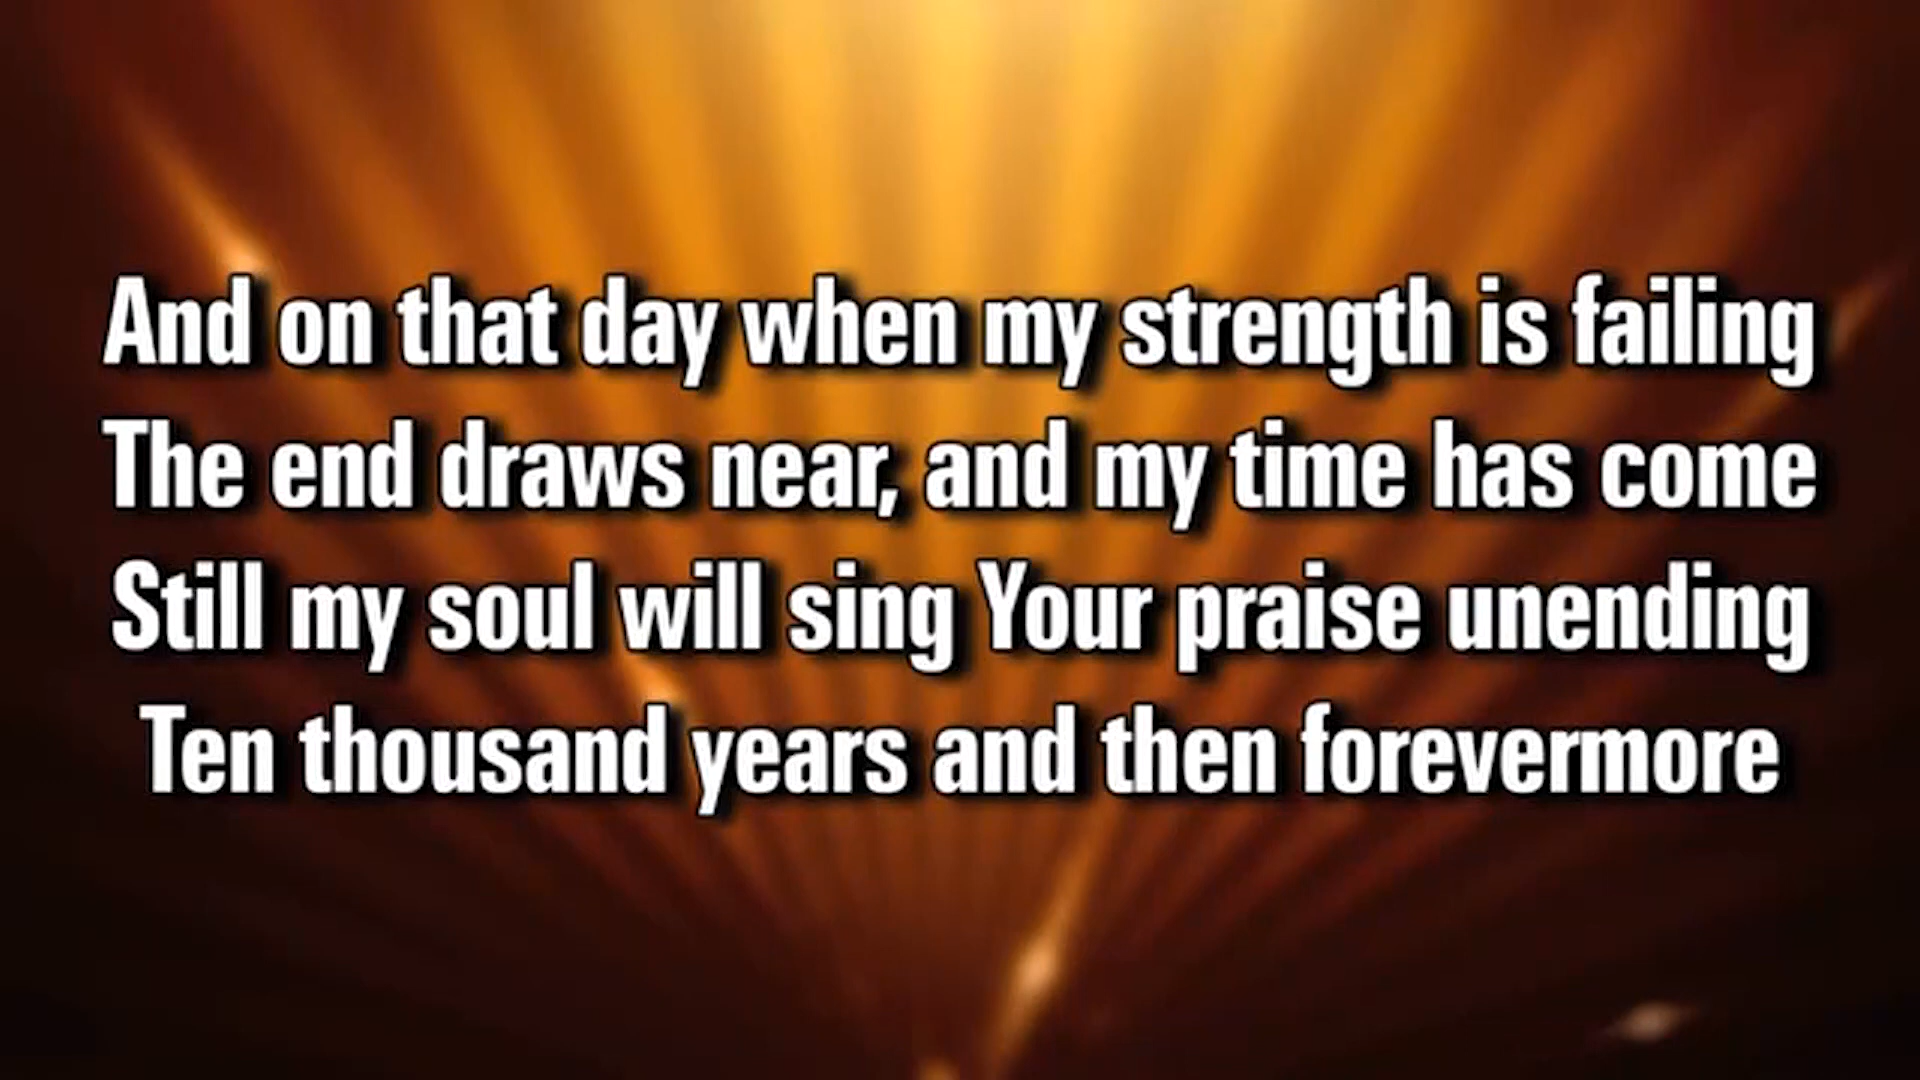 And on that day when my strength is failing
The end draws near, and my time has come
Still my soul will sing Your praise unending
Ten thousand years and then forevermore